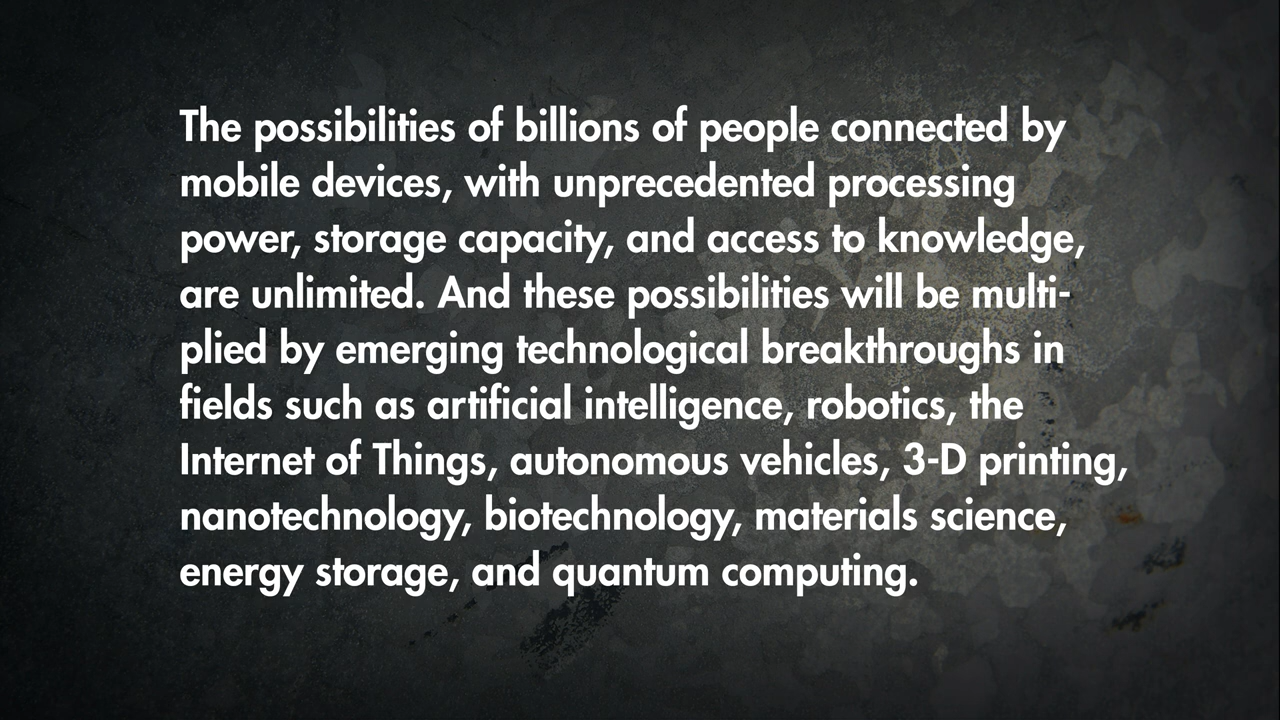 The possibilities of billions of people connected by
mobile devices, with unprecedented processing
power, storage capacity, and access to knowledge,
are unlimited. And these possibilities will be multi-
plied by emerging technological breakthroughs in
fields such as artificial intelligence, robotics, the
Internet of Things, autonomous vehicles, 3-D printing,
nanotechnology, biotechnology, materials science,
energy storage, and quantum computing.